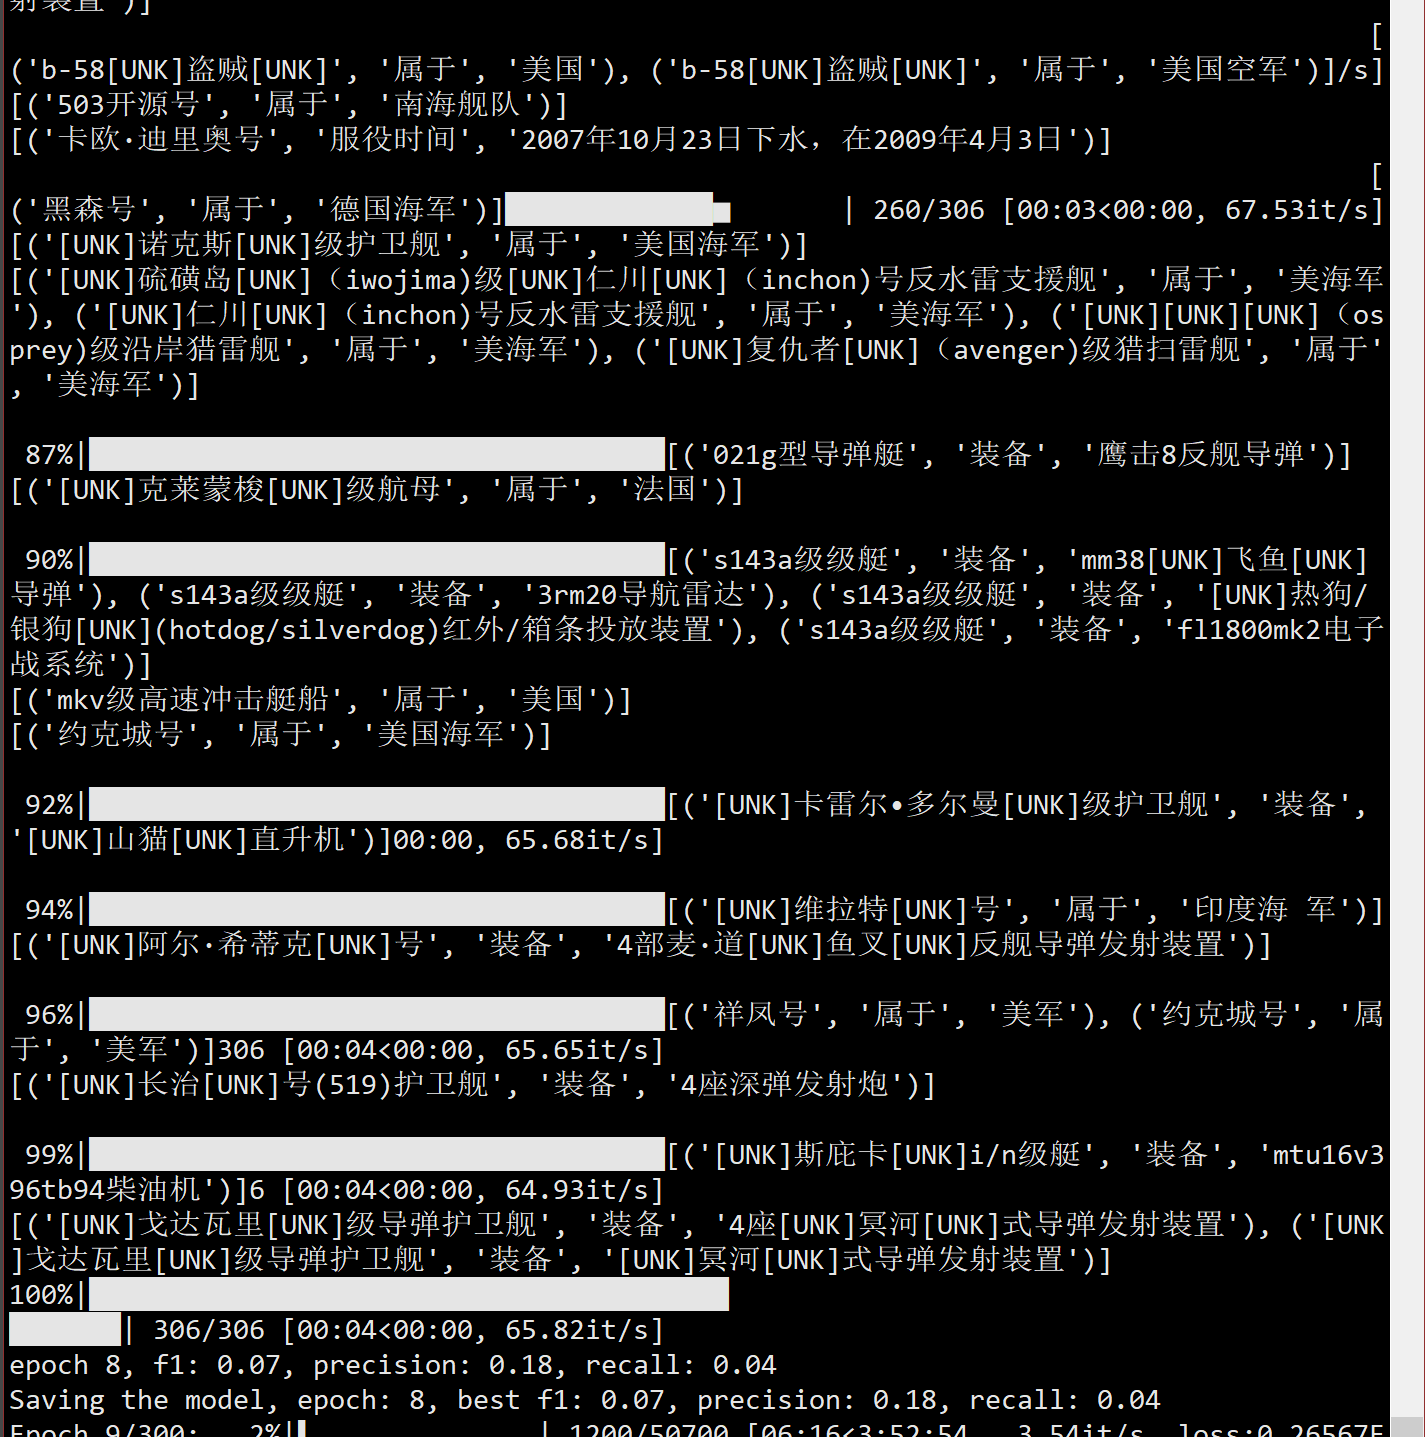 射装置')]
[
('b-58[UNK]盗贼[UNK]', '属于', '美国'), ('b-58[UNK]盗贼[UNK]', '属于', '美国空军')]/s]
[('503开源号', '属于', '南海舰队')]
[('卡欧·迪里奥号', '服役时间', '2007年10月23日下水，在2009年4月3日')]
[
('黑森号', '属于', '德国海军')] | 260/306 [00:03<00:00, 67.53it/s]
[('[UNK]诺克斯[UNK]级护卫舰', '属于', '美国海军')]
[('[UNK]硫磺岛[UNK]（iwojima)级[UNK]仁川[UNK]（inchon)号反水雷支援舰', '属于', '美海军
'), ('[UNK]仁川[UNK]（inchon)号反水雷支援舰', '属于', '美海军'), ('[UNK][UNK][UNK]（os
prey)级沿岸猎雷舰', '属于', '美海军'), ('[UNK]复仇者[UNK]（avenger)级猎扫雷舰', '属于'
, '美海军')]
87%| [('021g型导弹艇', '装备', '鹰击8反舰导弹')]
[('[UNK]克莱蒙梭[UNK]级航母', '属于', '法国')]
90%| [('s143a级级艇', '装备', 'mm38[UNK]飞鱼[UNK]
导弹'), ('s143a级级艇', '装备', '3rm20导航雷达'), ('s143a级级艇', '装备', '[UNK]热狗/
银狗[UNK](hotdog/silverdog)红外/箔条投放装置'), ('s143a级级艇', '装备', 'fl1800mk2电子
战系统')]
[('mkv级高速冲击艇船', '属于', '美国')]
[('约克城号', '属于', '美国海军')]
92%| [('[UNK]卡雷尔•多尔曼[UNK]级护卫舰', '装备',
'[UNK]山猫[UNK]直升机')]00:00, 65.68it/s]
94%| [('[UNK]维拉特[UNK]号', '属于', '印度海 军')]
[('[UNK]阿尔·希蒂克[UNK]号', '装备', '4部麦·道[UNK]鱼叉[UNK]反舰导弹发射装置')]
96%| [('祥凤号', '属于', '美军'), ('约克城号', '属
于', '美军')]306 [00:04<00:00, 65.65it/s]
[('[UNK]长治[UNK]号(519)护卫舰', '装备', '4座深弹发射炮')]
99%| [('[UNK]斯庇卡[UNK]i/n级艇', '装备', 'mtu16v3
96tb94柴油机')]6 [00:04<00:00, 64.93it/s]
[('[UNK]戈达瓦里[UNK]级导弹护卫舰', '装备', '4座[UNK]冥河[UNK]式导弹发射装置'), ('[UNK
]戈达瓦里[UNK]级导弹护卫舰', '装备', '[UNK]冥河[UNK]式导弹发射装置')]
100%|
| 306/306 [00:04<00:00, 65.82it/s]
epoch 8, f1: 0.07, precision: 0.18, recall: 0.04
Saving the model, epoch: 8, best f1: 0.07, precision: 0.18, recall: 0.04
Epoch 9/300: 2%| | 1200/50700 [06:16<3:52:54, 3.54it/s, loss:0.26567E